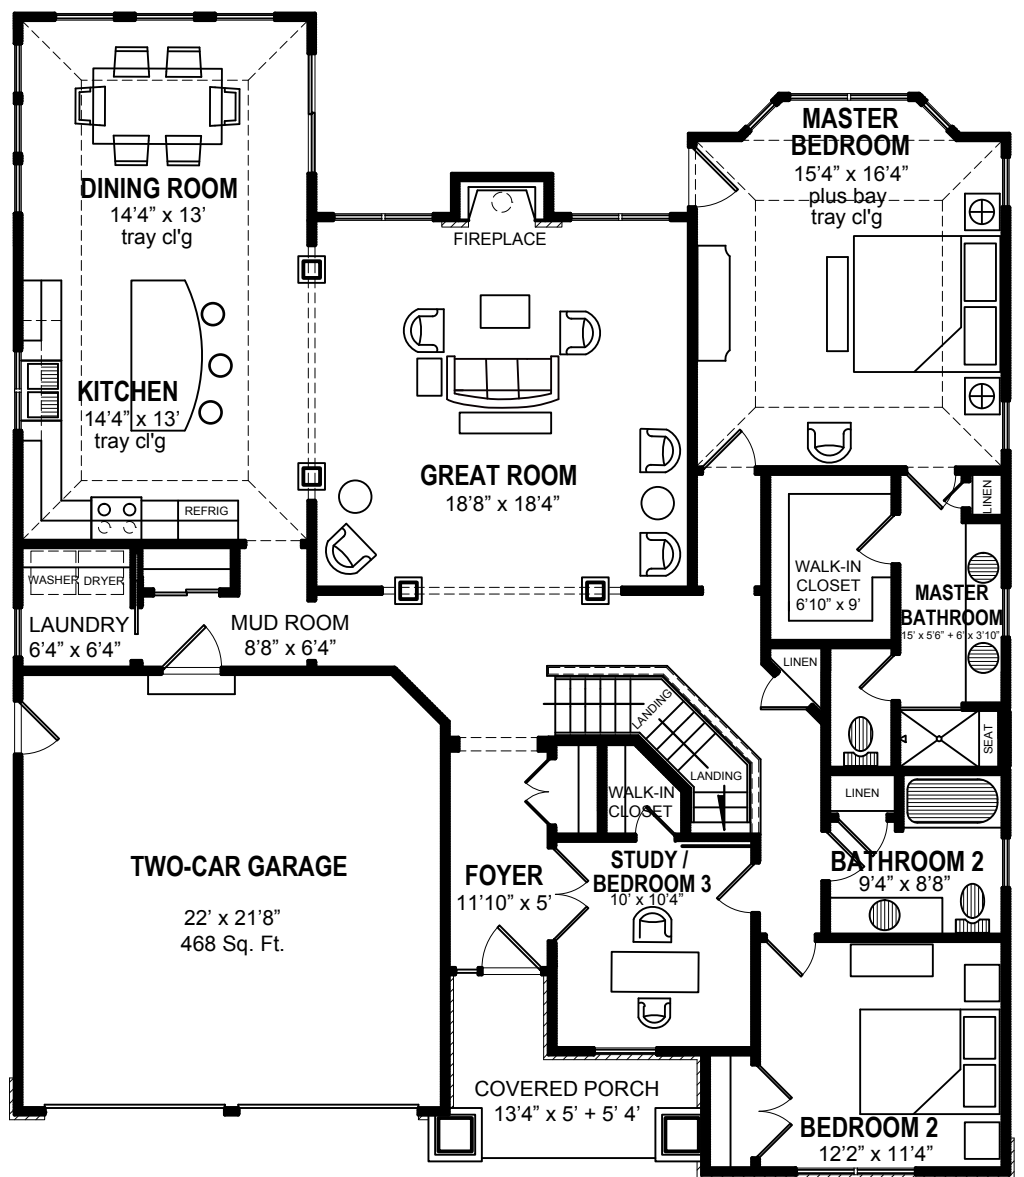 MASTER
BEDROOM
15'4” x 16'4”
plus bay
tray cl'g
DINING ROOM
14'4” x 13'
tray cl'g
FIREPLACE
KITCHEN
14'4” x 13'
tray cl'g
GREAT ROOM
18'8” x 18'4”
REFRIG
LINEN
WALK-IN
CLOSET
6'10” x 9'
MASTER
BATHROOM
15' x 5'6” + 6' x 3'10”
WASHER
DRYER
LAUNDRY
6'4” x 6'4”
MUD ROOM
8'8” x 6'4”
LINEN
LANDING
LANDING
SEAT
WALK-IN
CLOSET
LINEN
TWO-CAR GARAGE
22' x 21'8”
468 Sq. Ft.
FOYER
11'10” x 5'
STUDY /
BEDROOM 3
10' x 10'4”
BATHROOM 2
9'4” x 8'8”
COVERED PORCH
13'4” x 5' + 5' 4'
BEDROOM 2
12'2” x 11'4”